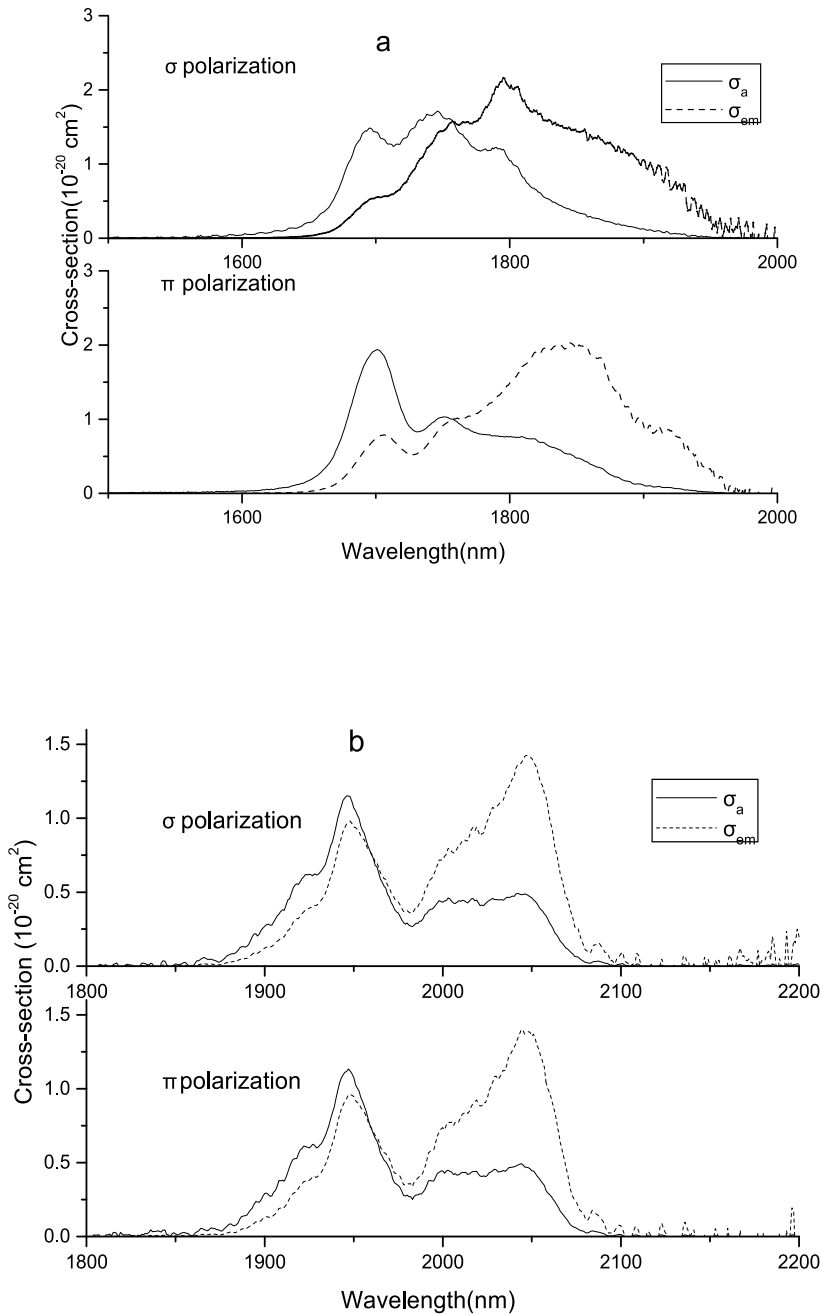 a
σ polarization
σₐ
σₑₘ
3
2
1
0
1600
1800
2000
π polarization
3
2
1
0
1600
1800
2000
Cross-section(10⁻²⁰ cm²)
Wavelength(nm)
b
σ polarization
σₐ
σₑₘ
1.5
1.0
0.5
0.0
1800
1900
2000
2100
2200
π polarization
1.5
1.0
0.5
0.0
1800
1900
2000
2100
2200
Cross-section (10⁻²⁰ cm²)
Wavelength(nm)